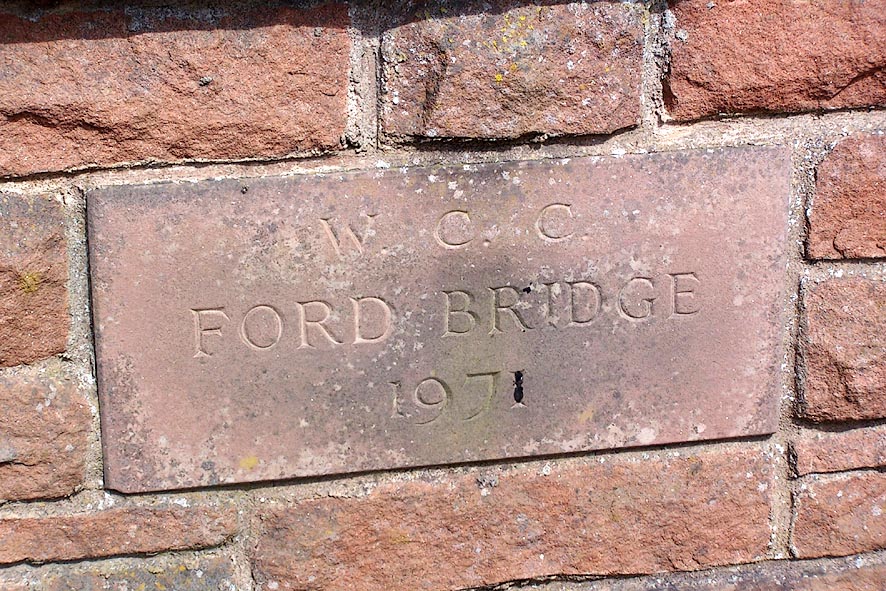 W. C. C.
FORD BRIDGE
1971